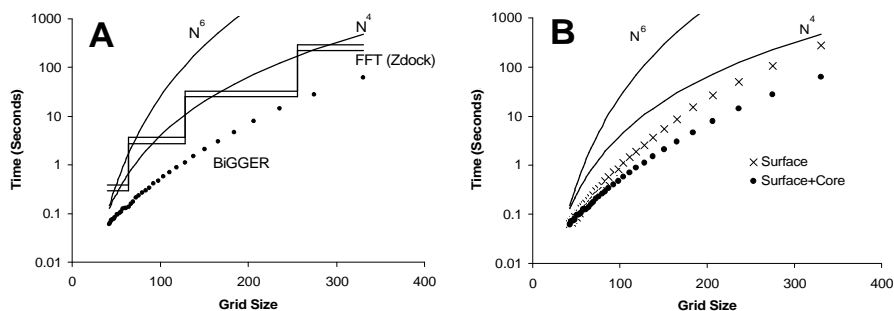 A
N6
N4
FFT (Zdock)
BiGGER
1000
100
10
1
0.1
0.01
Time (Seconds)
0
100
200
300
400
Grid Size
B
N6
N4
× Surface
● Surface+Core
1000
100
10
1
0.1
0.01
Time (Seconds)
0
100
200
300
400
Grid Size